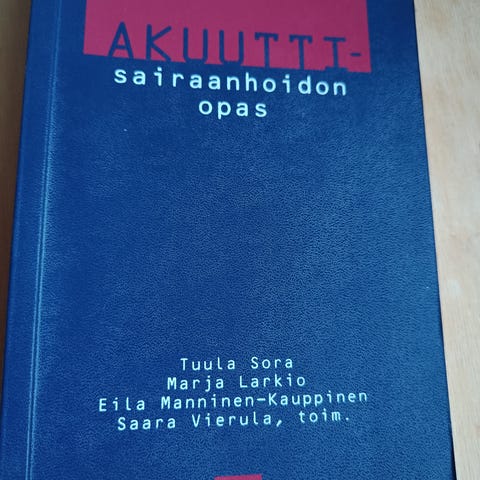 AKUUTTI-
sairaanhoidon
opas
Tuula Sora
Marja Larkio
Eila Manninen-Kauppinen
Saara Vierula, toim.